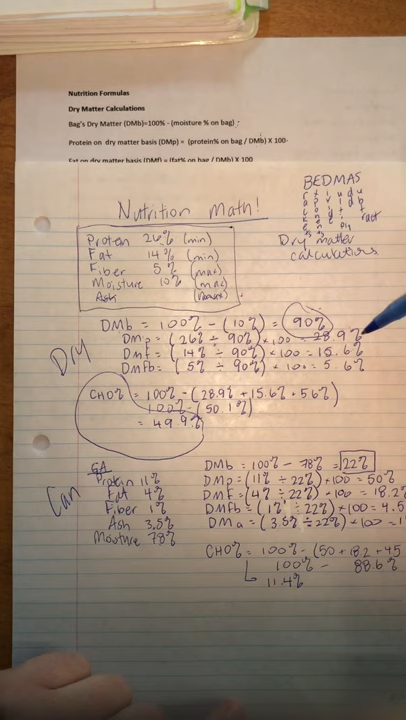 Nutrition Formulas
Dry Matter Calculations
Bag's Dry Matter (DMb)=100% - (moisture % on bag)
Protein on dry matter basis (DMp) = (protein% on bag / DMb) X 100
Fat on dry matter basis (DMf) = (fat% on bag / DMb) X 100
BEDMAS
Nutrition Math!
Dry matter
calculations
Protein 26% (min)
Fat 14% (min)
Fiber 5% (max)
Moisture 10% (max)
Ash
DMb = 100% - (10%) = 90%
DMp = (26% ÷ 90%) × 100 = 28.9%
DMf = (14% ÷ 90%) × 100 = 15.6%
DMfb = (5% ÷ 90%) × 100 = 5.6%
Dry
CHO% = 100% - (28.9% + 15.6% + 5.6%)
100% - (50.1%)
= 49.9%
Can
GA
Protein 11%
Fat 4%
Fiber 1%
Ash 3.5%
Moisture 78%
DMb = 100% - 78% = 22%
DMp = (11% ÷ 22%) × 100 = 50%
DMf = (4% ÷ 22%) × 100 = 18.2%
DMfb = (1% ÷ 22%) × 100 = 4.5
DMa = (3.5% ÷ 22%) × 100 = 1
CHO% = 100% - (50 + 18.2 + 4.5
100% - 88.6%
11.4%